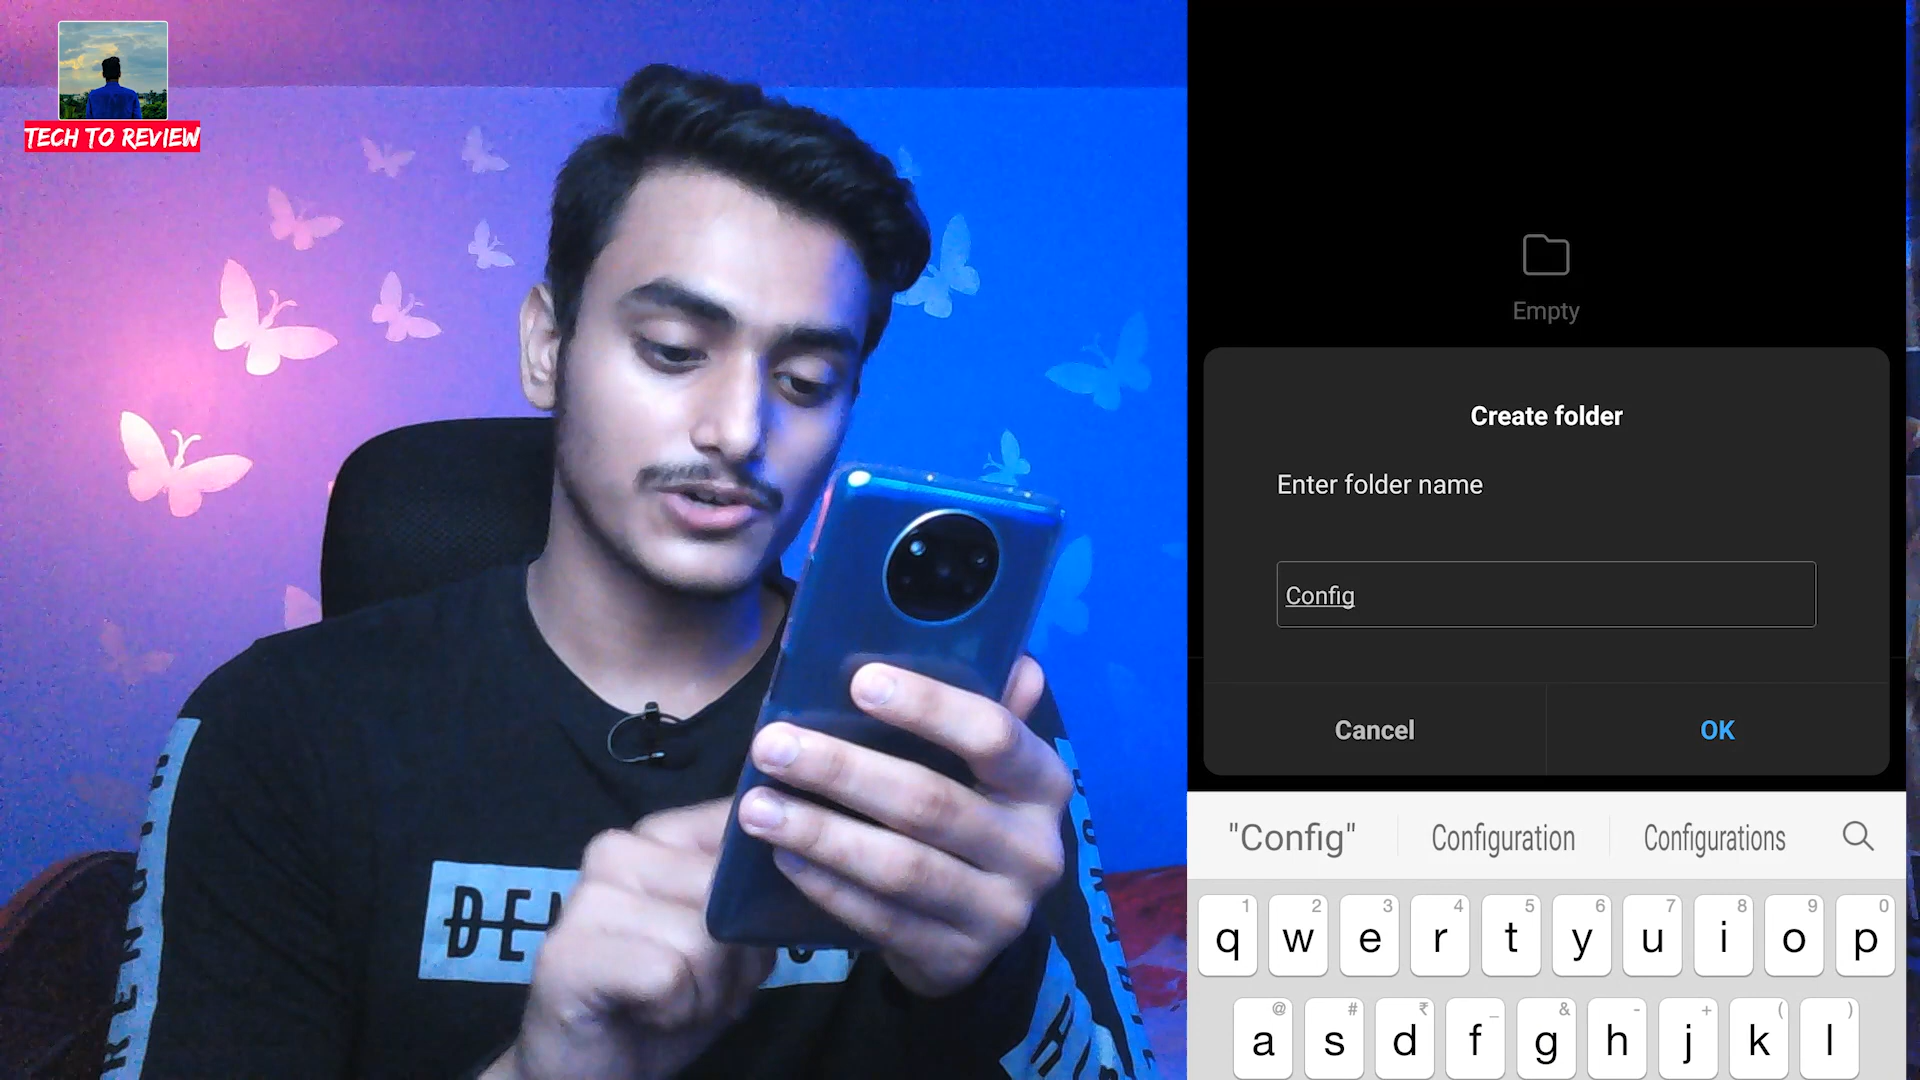 TECH TO REVIEW
Empty
Create folder
Enter folder name
Config
Cancel
OK
"Config" Configuration Configurations
1 2 3 4 5 6 7 8 9 0
q w e r t y u i o p
@ # ₹ _ & - + ( )
a s d f g h j k l